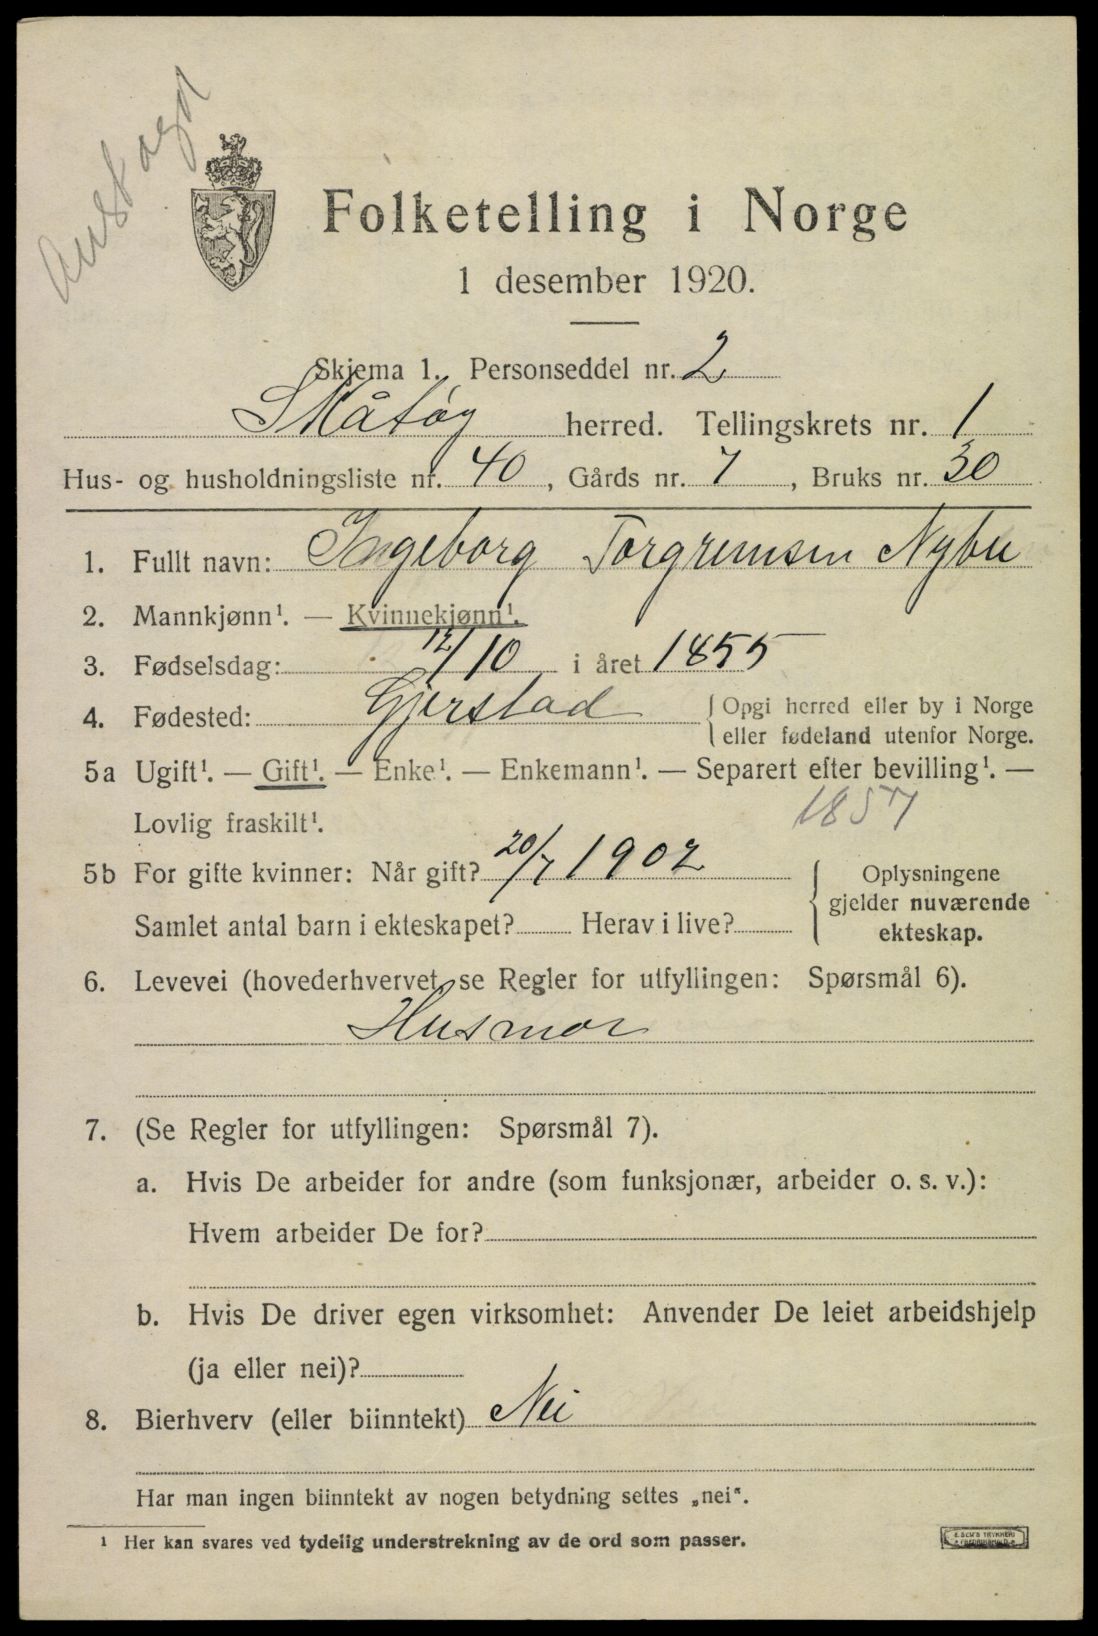 Aust agd
Folketelling i Norge
1 desember 1920.
Skjema 1. Personseddel nr. 2
Skåtøy herred. Tellingskrets nr. 1
Hus- og husholdningsliste nr. 40, Gårds nr. 7, Bruks nr. 30
1. Fullt navn: Ingeborg Torgrimsen Nybu
2. Mannkjønn¹. — Kvinnekjønn¹.
3. Fødselsdag: 12/10 i året 1855
4. Fødested: Gjerstad { Opgi herred eller by i Norge
eller fødeland utenfor Norge.
5a Ugift¹. — Gift¹. — Enke¹. — Enkemann¹. — Separert efter bevilling¹. —
Lovlig fraskilt¹. 1857
5b For gifte kvinner: Når gift? 20/7 1902 Oplysningene
gjelder nuværende
Samlet antal barn i ekteskapet? Herav i live? ekteskap.
6. Levevei (hovederhvervet, se Regler for utfyllingen: Spørsmål 6).
Husmor
7. (Se Regler for utfyllingen: Spørsmål 7).
a. Hvis De arbeider for andre (som funksjonær, arbeider o. s. v.):
Hvem arbeider De for?
b. Hvis De driver egen virksomhet: Anvender De leiet arbeidshjelp
(ja eller nei)?
8. Bierhverv (eller biinntekt) Nei
Har man ingen biinntekt av nogen betydning settes „nei“.
¹ Her kan svares ved tydelig understrekning av de ord som passer.